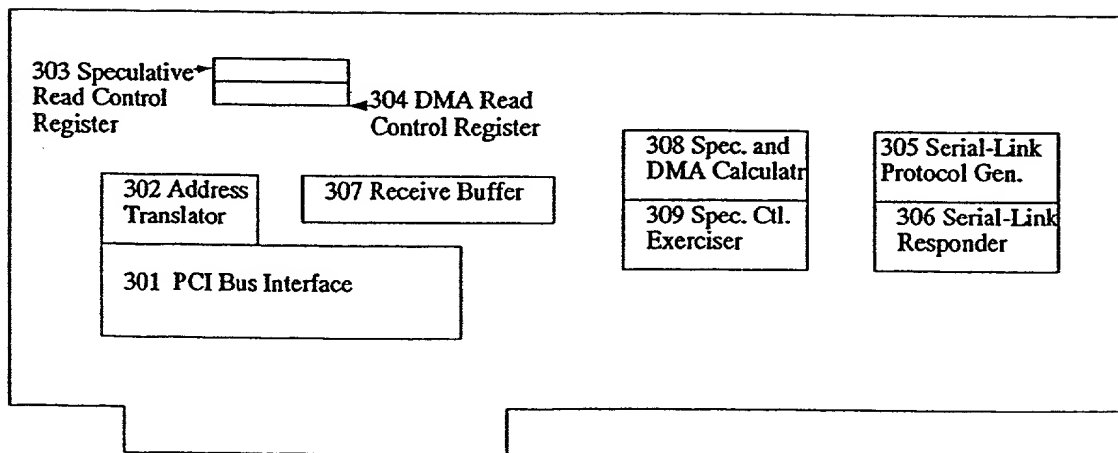 303 Speculative
Read Control
Register
304 DMA Read
Control Register
308 Spec. and
DMA Calculatr
305 Serial-Link
Protocol Gen.
302 Address
Translator
307 Receive Buffer
309 Spec. Ctl.
Exerciser
306 Serial-Link
Responder
301 PCI Bus Interface